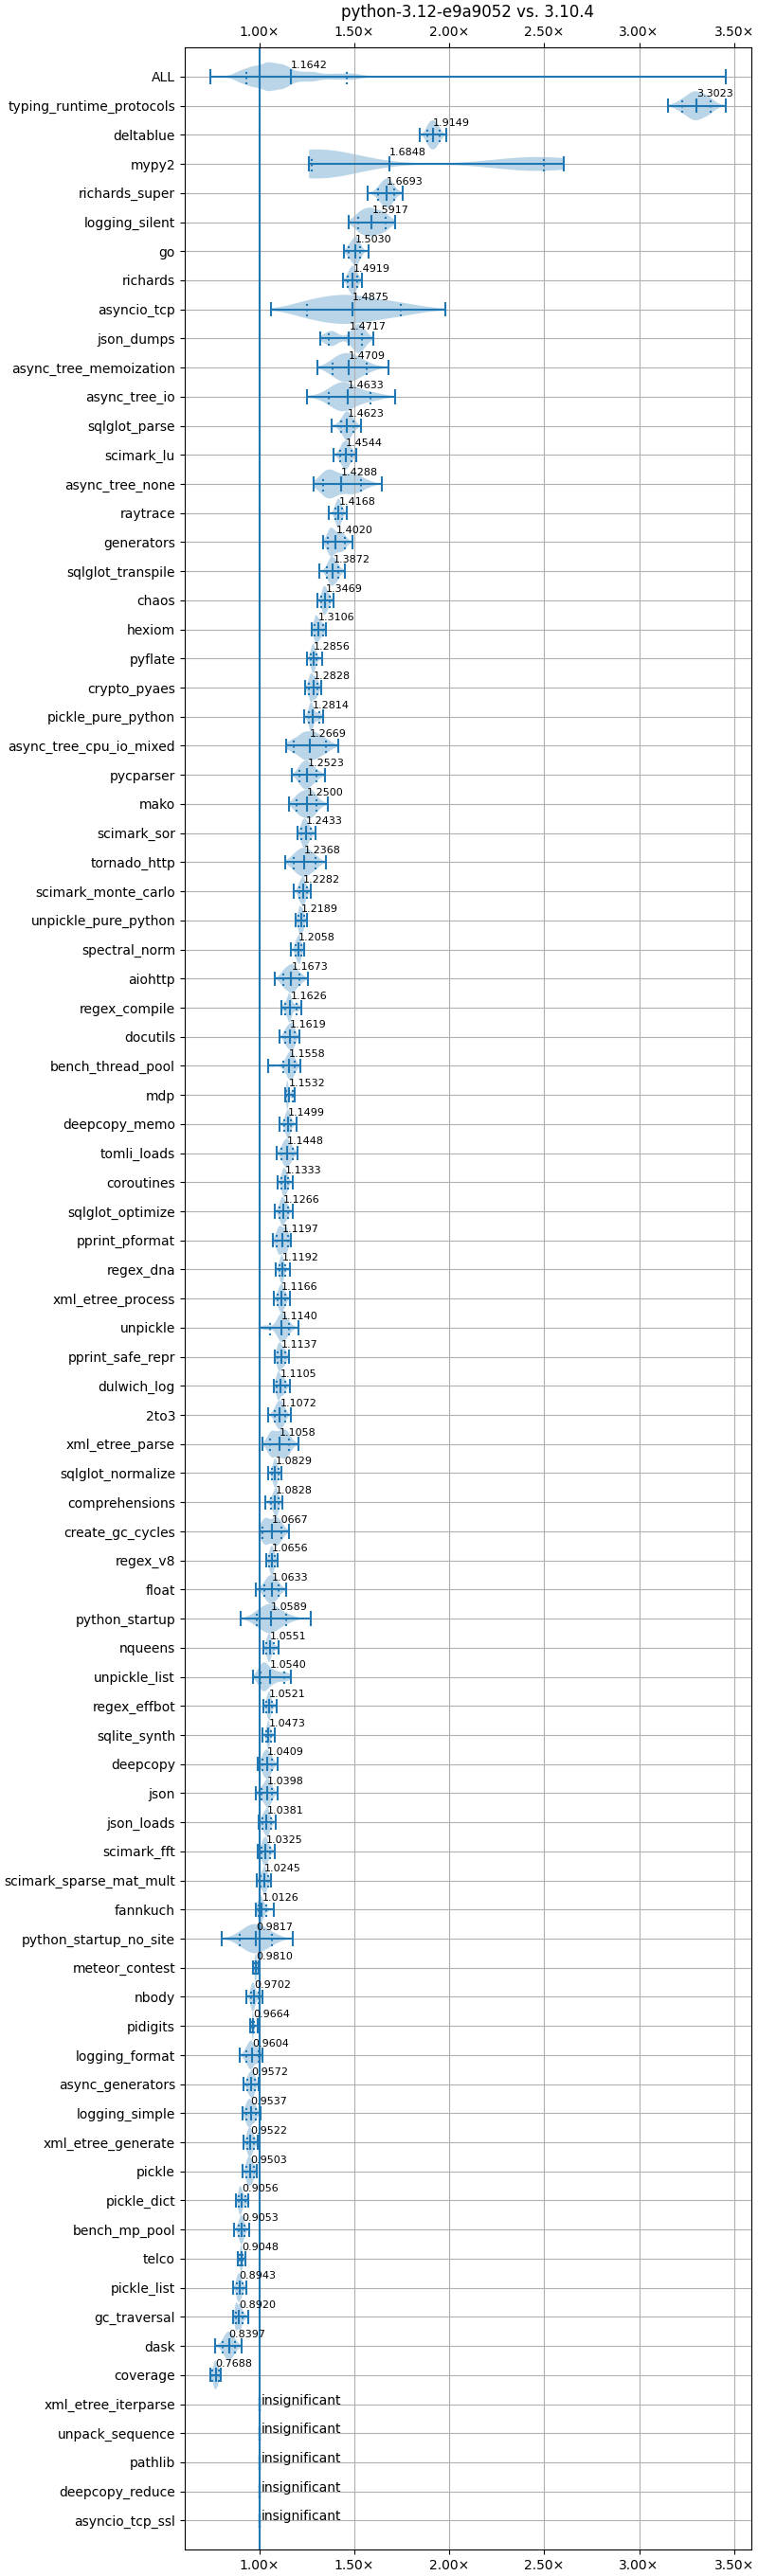 python-3.12-e9a9052 vs. 3.10.4
1.00× 1.50× 2.00× 2.50× 3.00× 3.50×
ALL 1.1642
typing_runtime_protocols 3.3023
deltablue 1.9149
mypy2 1.6848
richards_super 1.6693
logging_silent 1.5917
go 1.5030
richards 1.4919
asyncio_tcp 1.4875
json_dumps 1.4717
async_tree_memoization 1.4709
async_tree_io 1.4633
sqlglot_parse 1.4623
scimark_lu 1.4544
async_tree_none 1.4288
raytrace 1.4168
generators 1.4020
sqlglot_transpile 1.3872
chaos 1.3469
hexiom 1.3106
pyflate 1.2856
crypto_pyaes 1.2828
pickle_pure_python 1.2814
async_tree_cpu_io_mixed 1.2669
pycparser 1.2523
mako 1.2500
scimark_sor 1.2433
tornado_http 1.2368
scimark_monte_carlo 1.2282
unpickle_pure_python 1.2189
spectral_norm 1.2058
aiohttp 1.1673
regex_compile 1.1626
docutils 1.1619
bench_thread_pool 1.1558
mdp 1.1532
deepcopy_memo 1.1499
tomli_loads 1.1448
coroutines 1.1333
sqlglot_optimize 1.1266
pprint_pformat 1.1197
regex_dna 1.1192
xml_etree_process 1.1166
unpickle 1.1140
pprint_safe_repr 1.1137
dulwich_log 1.1105
2to3 1.1072
xml_etree_parse 1.1058
sqlglot_normalize 1.0829
comprehensions 1.0828
create_gc_cycles 1.0667
regex_v8 1.0656
float 1.0633
python_startup 1.0589
nqueens 1.0551
unpickle_list 1.0540
regex_effbot 1.0521
sqlite_synth 1.0473
deepcopy 1.0409
json 1.0398
json_loads 1.0381
scimark_fft 1.0325
scimark_sparse_mat_mult 1.0245
fannkuch 1.0126
python_startup_no_site 0.9817
meteor_contest 0.9810
nbody 0.9702
pidigits 0.9664
logging_format 0.9604
async_generators 0.9572
logging_simple 0.9537
xml_etree_generate 0.9522
pickle 0.9503
pickle_dict 0.9056
bench_mp_pool 0.9053
telco 0.9048
pickle_list 0.8943
gc_traversal 0.8920
dask 0.8397
coverage 0.7688
xml_etree_iterparse insignificant
unpack_sequence insignificant
pathlib insignificant
deepcopy_reduce insignificant
asyncio_tcp_ssl insignificant
1.00× 1.50× 2.00× 2.50× 3.00× 3.50×